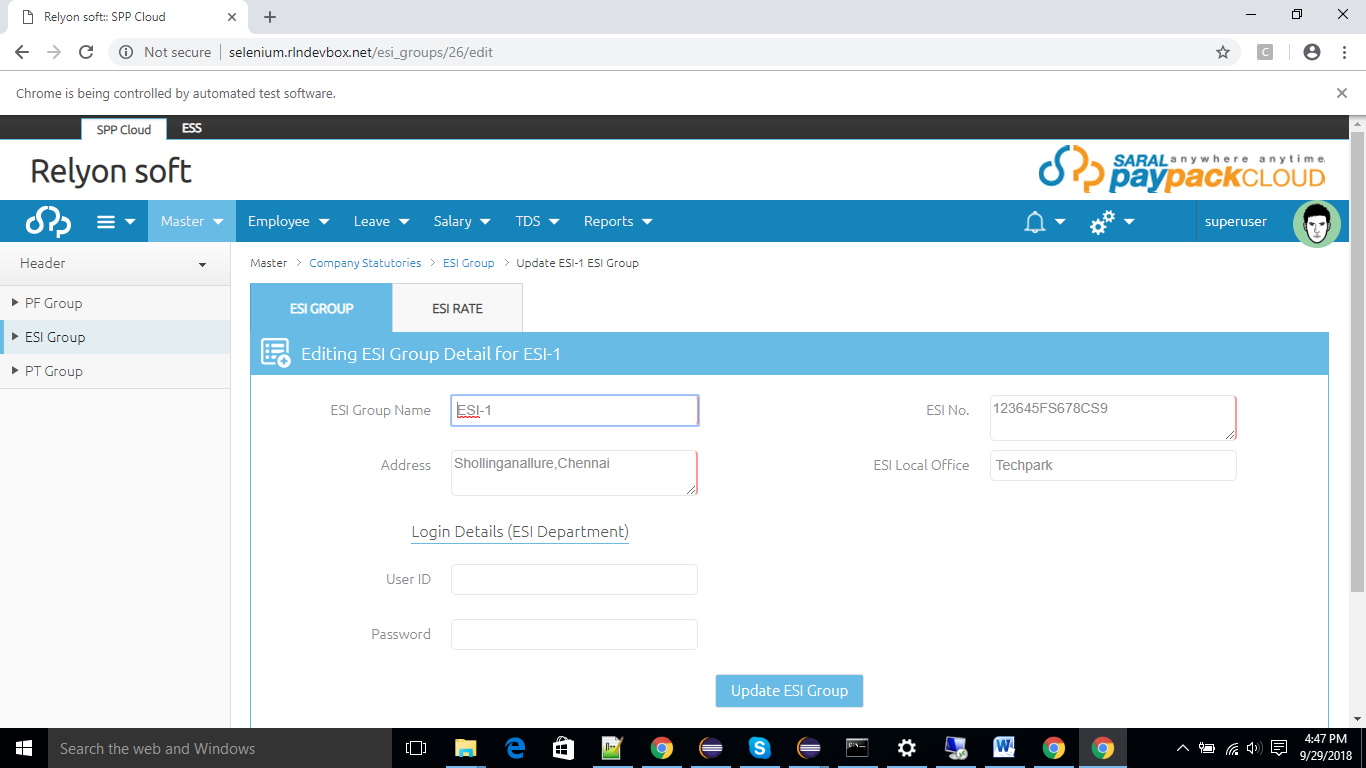 Relyon soft:: SPP Cloud
Not secure selenium.rlndevbox.net/esi_groups/26/edit
C
Chrome is being controlled by automated test software.
SPP Cloud ESS
Relyon soft
SARAL anywhere anytime
paypackCLOUD
Master Employee Leave Salary TDS Reports superuser
Header
Master > Company Statutories > ESI Group > Update ESI-1 ESI Group
PF Group
ESI Group
PT Group
ESI GROUP ESI RATE
Editing ESI Group Detail for ESI-1
ESI Group Name ESI-1 ESI No. 123645FS678CS9
Address Shollinganallure,Chennai ESI Local Office Techpark
Login Details (ESI Department)
User ID
Password
Update ESI Group
Search the web and Windows
4:47 PM
9/29/2018